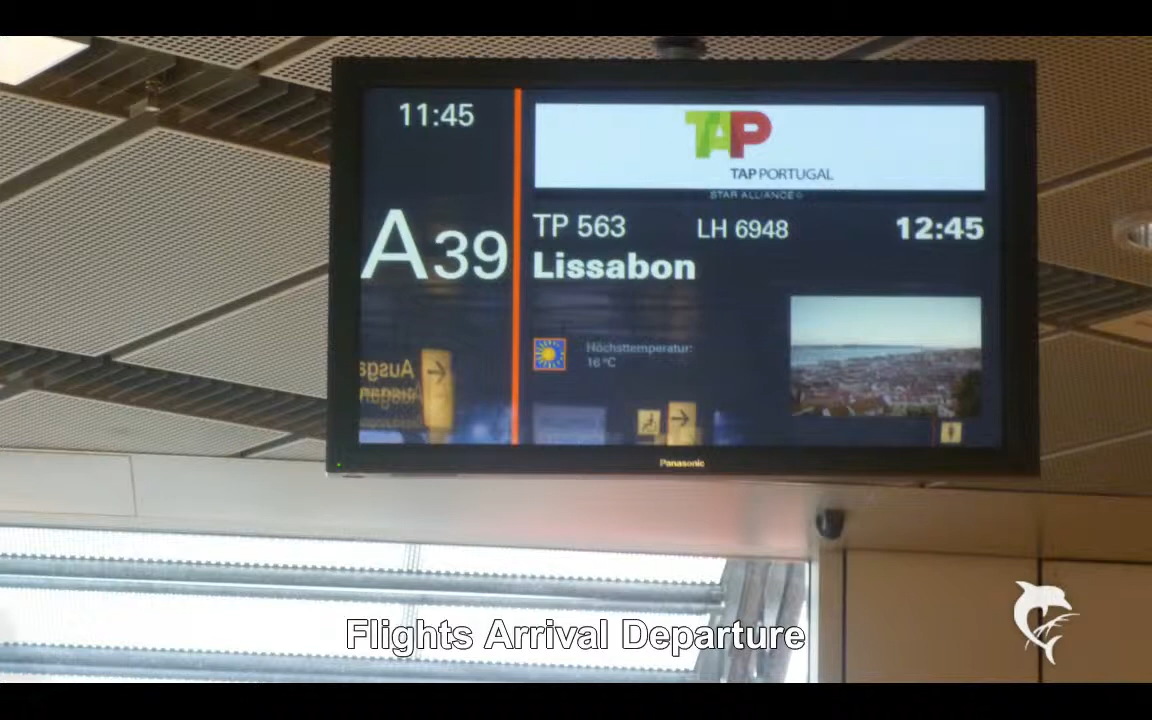 11:45
TAP
TAP PORTUGAL
STAR ALLIANCE
A39
TP 563 LH 6948 12:45
Lissabon
Höchsttemperatur:
16 °C
Ausga
Panasonic
Flights Arrival Departure